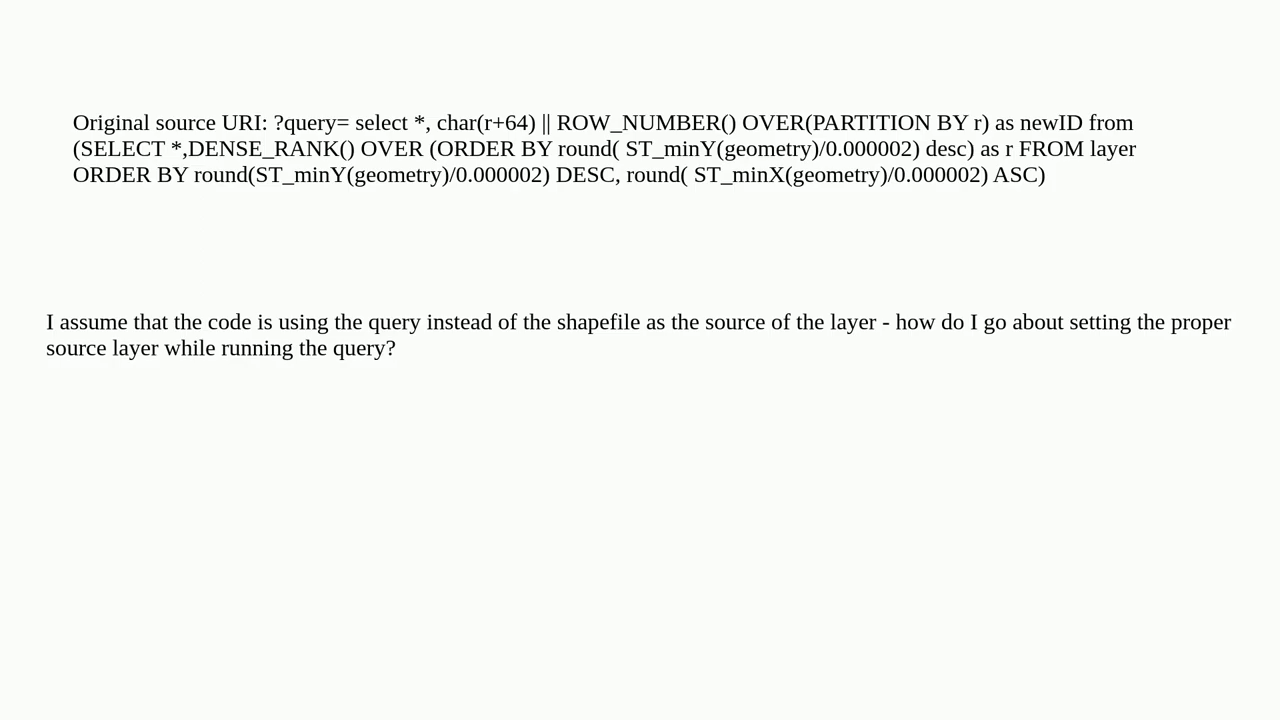 Original source URI: ?query= select *, char(r+64) || ROW_NUMBER() OVER(PARTITION BY r) as newID from
(SELECT *,DENSE_RANK() OVER (ORDER BY round( ST_minY(geometry)/0.000002) desc) as r FROM layer
ORDER BY round(ST_minY(geometry)/0.000002) DESC, round( ST_minX(geometry)/0.000002) ASC)
I assume that the code is using the query instead of the shapefile as the source of the layer - how do I go about setting the proper
source layer while running the query?